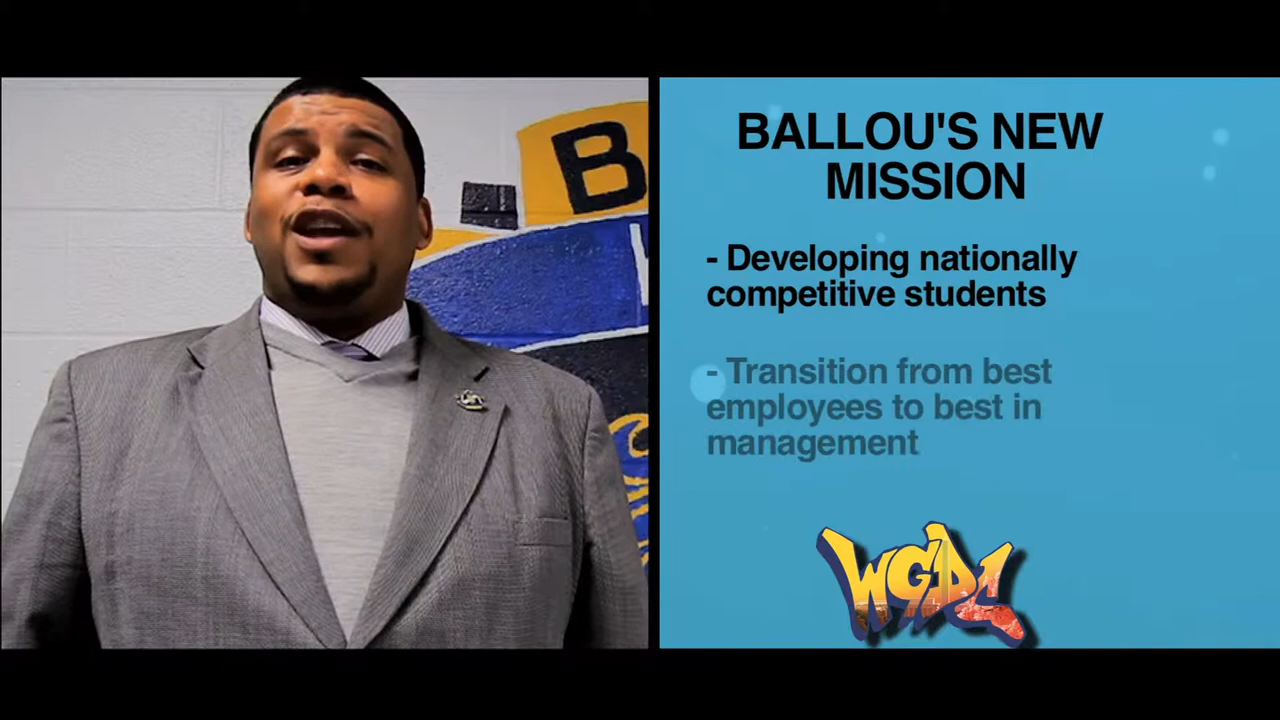 B
BALLOU'S NEW
MISSION
- Developing nationally
competitive students
- Transition from best
employees to best in
management